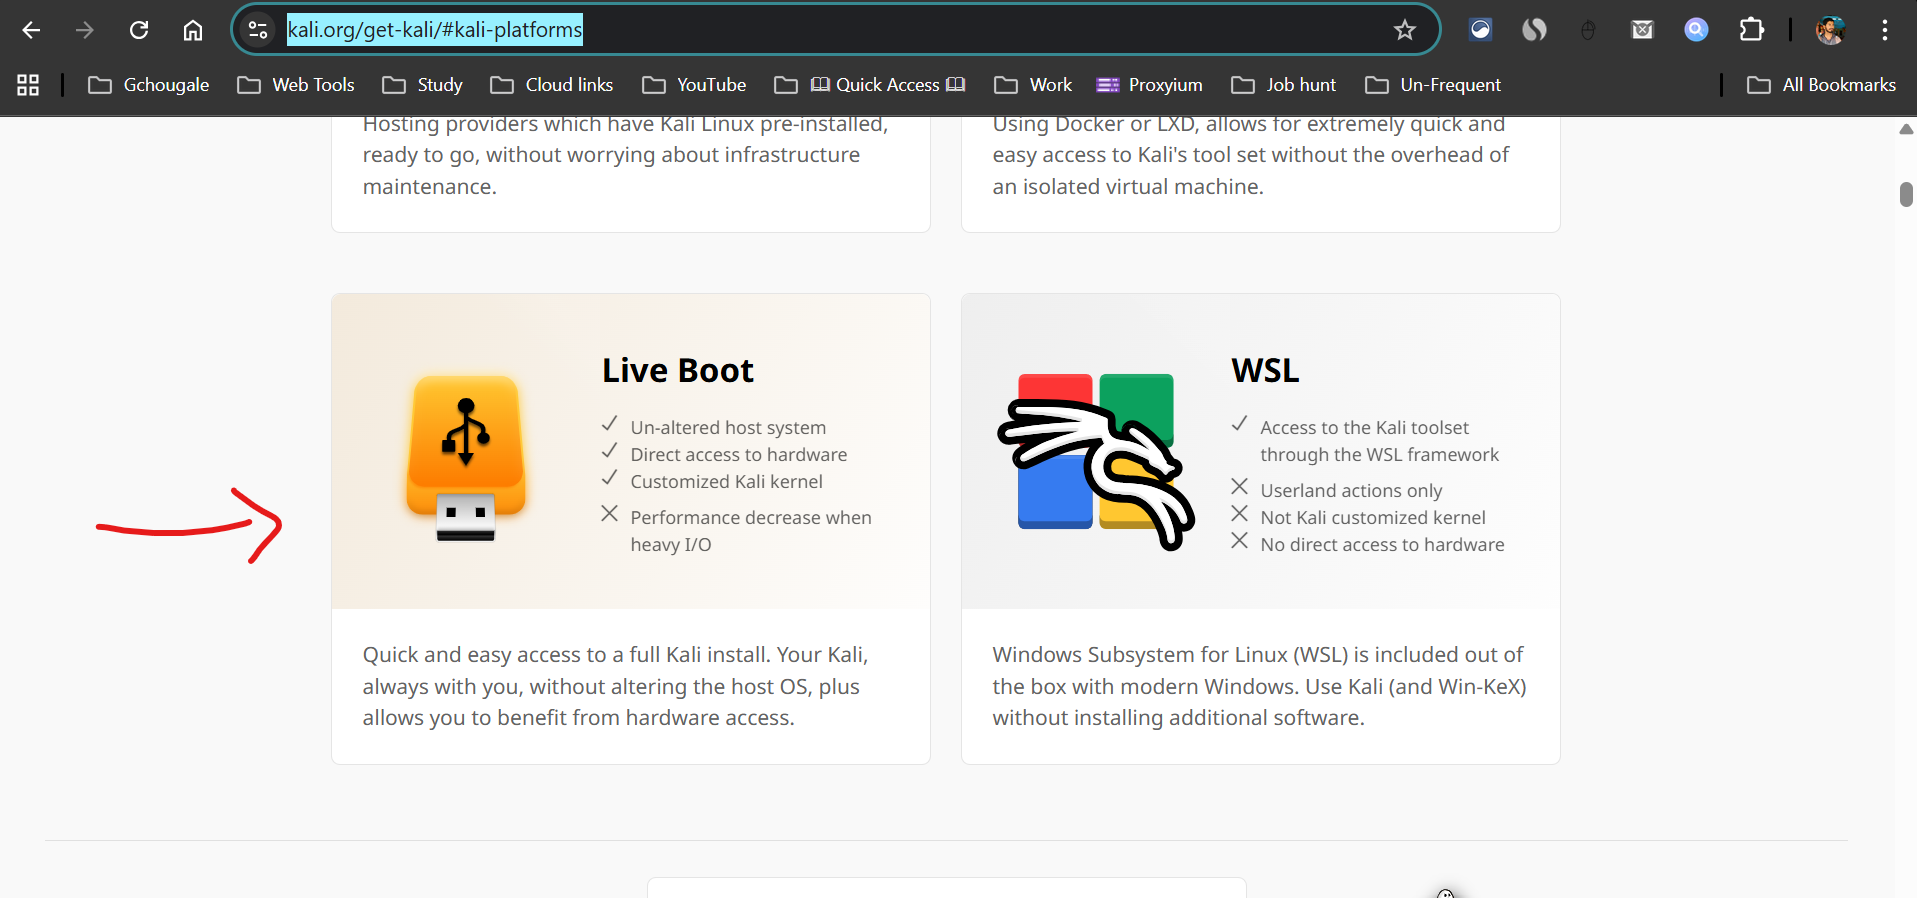 kali.org/get-kali/#kali-platforms
Gchougale Web Tools Study Cloud links YouTube Quick Access Work Proxyium Job hunt Un-Frequent All Bookmarks
Hosting providers which have Kali Linux pre-installed,
ready to go, without worrying about infrastructure
maintenance.
Using Docker or LXD, allows for extremely quick and
easy access to Kali's tool set without the overhead of
an isolated virtual machine.
Live Boot
Un-altered host system
Direct access to hardware
Customized Kali kernel
Performance decrease when
heavy I/O
Quick and easy access to a full Kali install. Your Kali,
always with you, without altering the host OS, plus
allows you to benefit from hardware access.
WSL
Access to the Kali toolset
through the WSL framework
Userland actions only
Not Kali customized kernel
No direct access to hardware
Windows Subsystem for Linux (WSL) is included out of
the box with modern Windows. Use Kali (and Win-KeX)
without installing additional software.